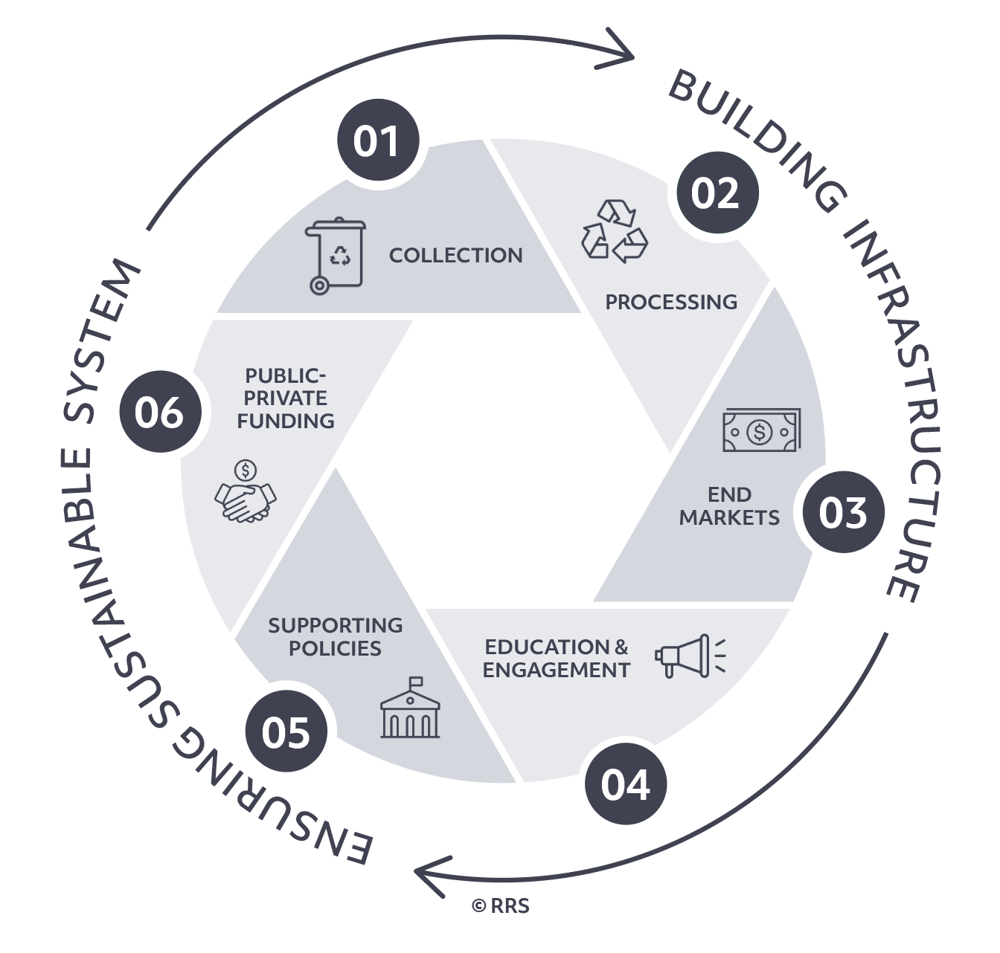 BUILDING INFRASTRUCTURE
01
COLLECTION
02
PROCESSING
03
END
MARKETS
04
EDUCATION &
ENGAGEMENT
05
SUPPORTING
POLICIES
06
PUBLIC-
PRIVATE
FUNDING
ENSURING SUSTAINABLE SYSTEM
© RRS